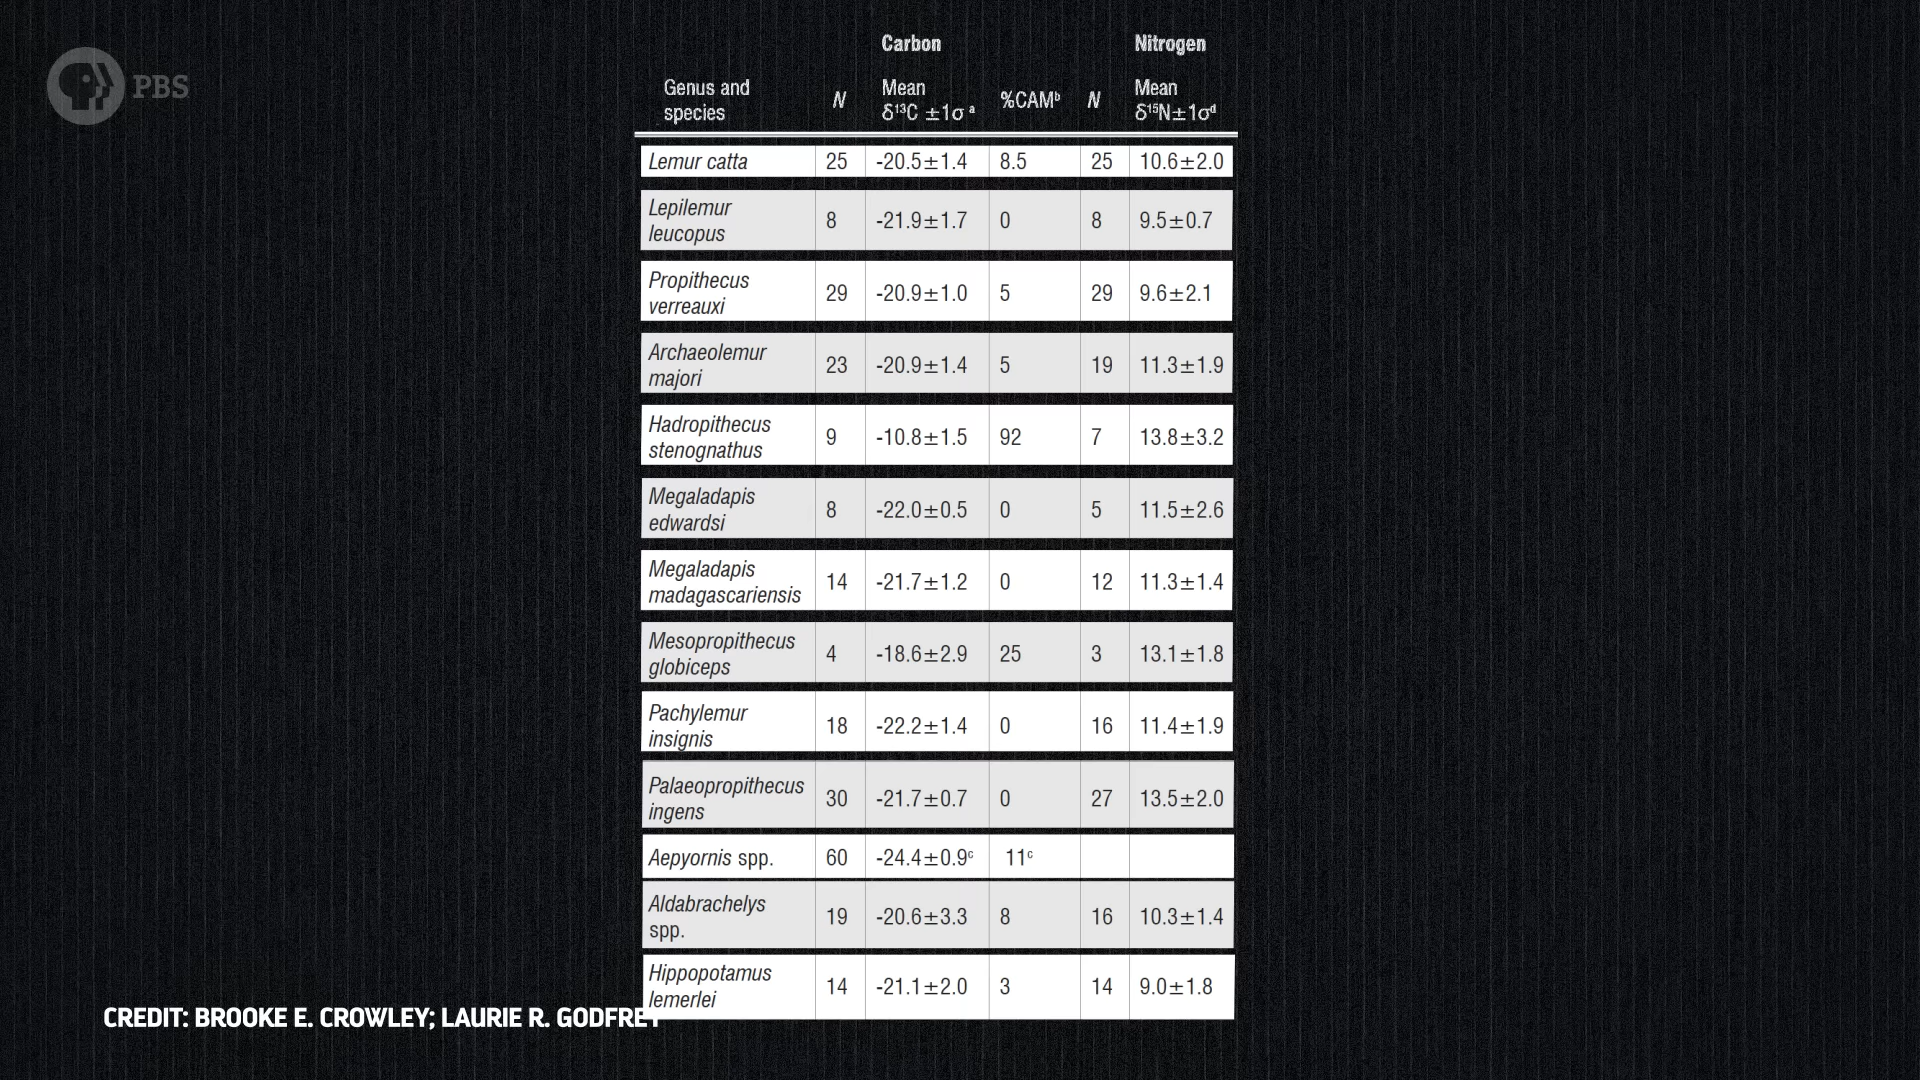 PBS
Carbon Nitrogen
Genus and species N Mean δ¹³C ±1σ ᵃ %CAMᵇ N Mean δ¹⁵N±1σᵈ
Lemur catta 25 -20.5±1.4 8.5 25 10.6±2.0
Lepilemur leucopus 8 -21.9±1.7 0 8 9.5±0.7
Propithecus verreauxi 29 -20.9±1.0 5 29 9.6±2.1
Archaeolemur majori 23 -20.9±1.4 5 19 11.3±1.9
Hadropithecus stenognathus 9 -10.8±1.5 92 7 13.8±3.2
Megaladapis edwardsi 8 -22.0±0.5 0 5 11.5±2.6
Megaladapis madagascariensis 14 -21.7±1.2 0 12 11.3±1.4
Mesopropithecus globiceps 4 -18.6±2.9 25 3 13.1±1.8
Pachylemur insignis 18 -22.2±1.4 0 16 11.4±1.9
Palaeopropithecus ingens 30 -21.7±0.7 0 27 13.5±2.0
Aepyornis spp. 60 -24.4±0.9ᶜ 11ᶜ
Aldabrachelys spp. 19 -20.6±3.3 8 16 10.3±1.4
Hippopotamus lemerlei 14 -21.1±2.0 3 14 9.0±1.8
CREDIT: BROOKE E. CROWLEY; LAURIE R. GODFREY